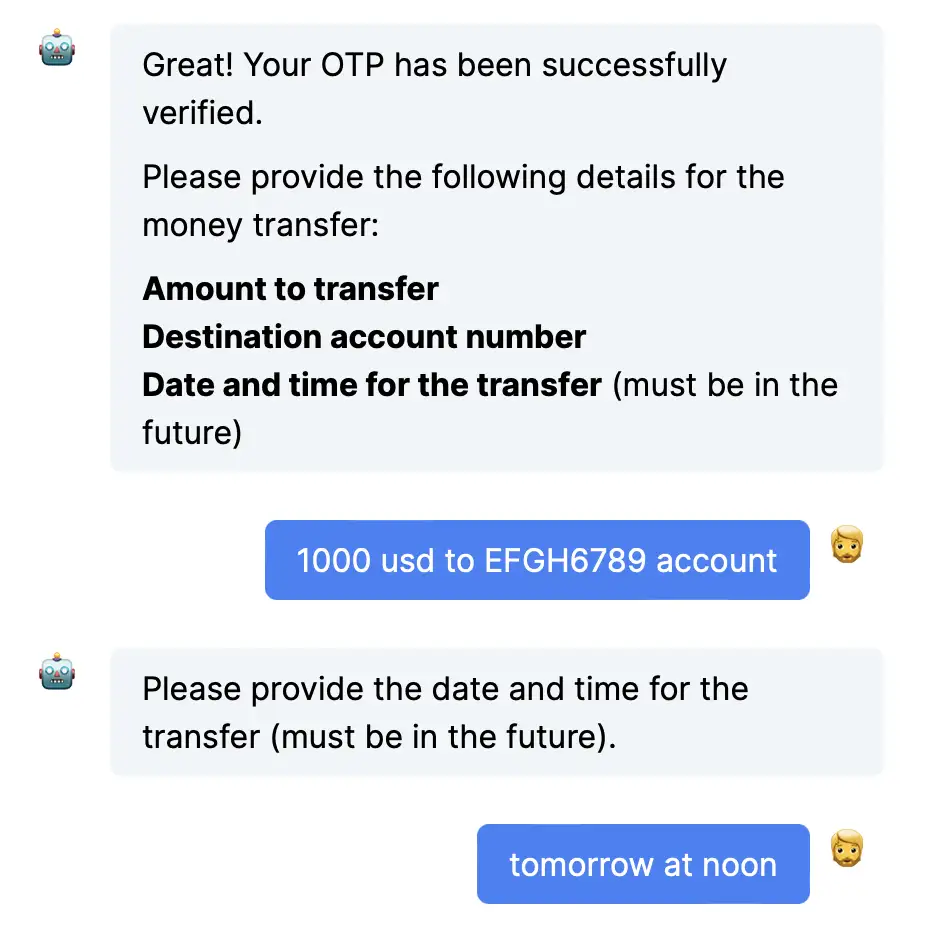 Great! Your OTP has been successfully
verified.
Please provide the following details for the
money transfer:
Amount to transfer
Destination account number
Date and time for the transfer (must be in the
future)
1000 usd to EFGH6789 account
Please provide the date and time for the
transfer (must be in the future).
tomorrow at noon